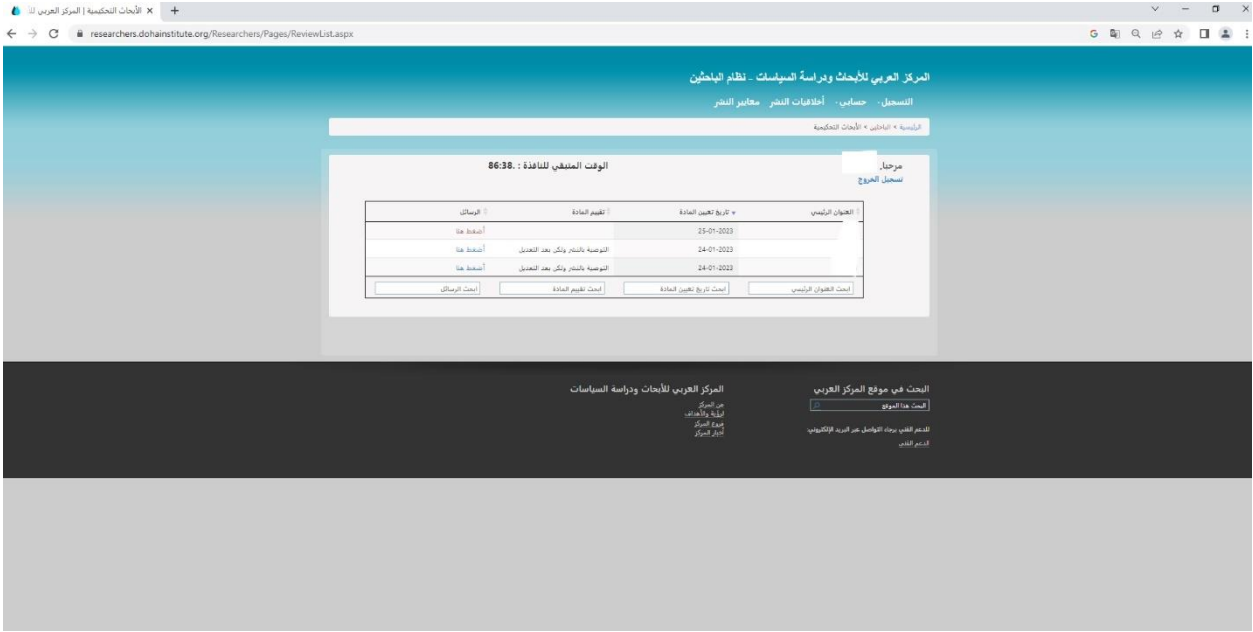 الأبحاث التحكيمية | المركز العربي للأ
researchers.dohainstitute.org/Researchers/Pages/ReviewList.aspx
المركز العربي للأبحاث ودراسة السياسات - نظام الباحثين
التسجيل حسابي أخلاقيات النشر معايير النشر
الرئيسية > الباحثين > الأبحاث التحكيمية
مرحبا, الوقت المتبقي للنافذة : .86:38
تسجيل الخروج
العنوان الرئيسي تاريخ تعيين المادة تقييم المادة الرسائل
25-01-2023 أضغط هنا
24-01-2023 التوصية بالنشر ولكن بعد التعديل أضغط هنا
24-01-2023 التوصية بالنشر ولكن بعد التعديل أضغط هنا
ابحث العنوان الرئيسي ابحث تاريخ تعيين المادة ابحث تقييم المادة ابحث الرسائل
البحث في موقع المركز العربي المركز العربي للأبحاث ودراسة السياسات
البحث هذا الموقع
عن المركز
الرؤية والأهداف
فروع المركز
أخبار المركز
للدعم الفني برجاء التواصل عبر البريد الإلكتروني:
الدعم الفني